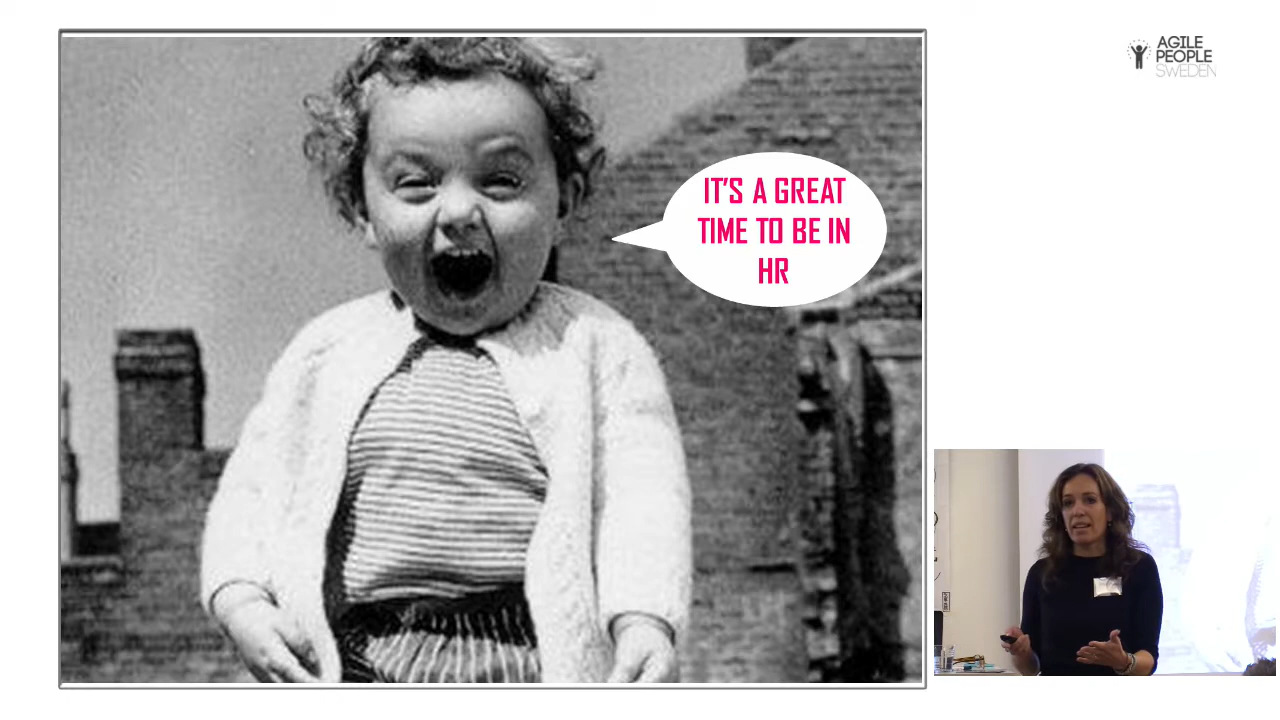 AGILE
PEOPLE
SWEDEN
IT'S A GREAT
TIME TO BE IN
HR